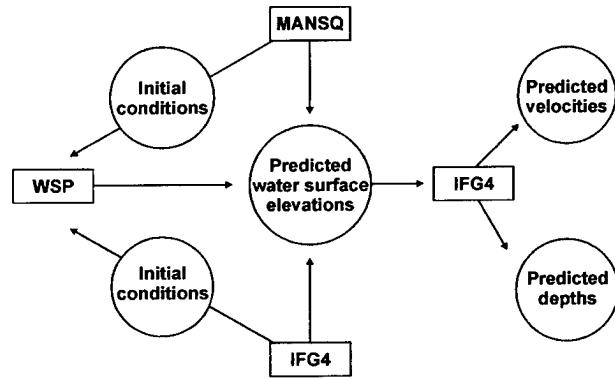 MANSQ
Initial
conditions
Predicted
velocities
WSP
Predicted
water surface
elevations
IFG4
Initial
conditions
Predicted
depths
IFG4